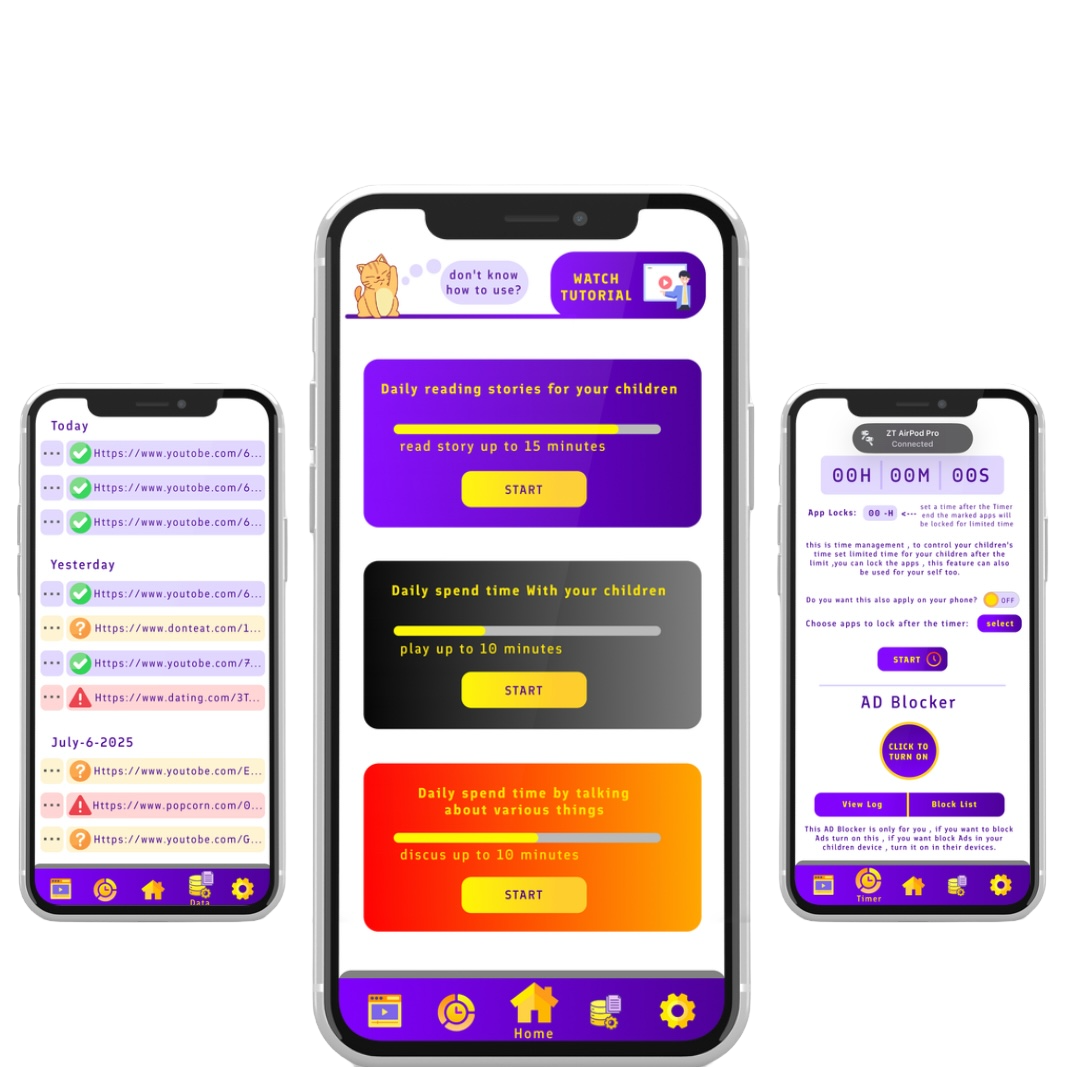 don't know
how to use?
WATCH
TUTORIAL
Daily reading stories for your children
read story up to 15 minutes
START
Daily spend time With your children
play up to 10 minutes
START
Daily spend time by talking
about various things
discus up to 10 minutes
START
Home
Today
Https://www.youtobe.com/6...
Https://www.youtobe.com/6...
Https://www.youtobe.com/6...
Yesterday
Https://www.youtobe.com/6...
Https://www.donteat.com/1...
Https://www.youtobe.com/7...
Https://www.dating.com/3T...
July-6-2025
Https://www.youtobe.com/E...
Https://www.popcorn.com/0...
Https://www.youtobe.com/G...
Data
ZT AirPod Pro
Connected
00H 00M 00S
App Locks: 00 -H <--- set a time after the Timer
end the marked apps will
be locked for limited time
this is time management , to control your children's
time set limited time for your children after the
limit ,you can lock the apps , this feature can also
be used for your self too.
Do you want this also apply on your phone? OFF
Choose apps to lock after the timer: select
START
AD Blocker
CLICK TO
TURN ON
View Log Block List
This AD Blocker is only for you , if you want to block
Ads turn on this , if you want block Ads in your
children device , turn it on in their devices.
Timer